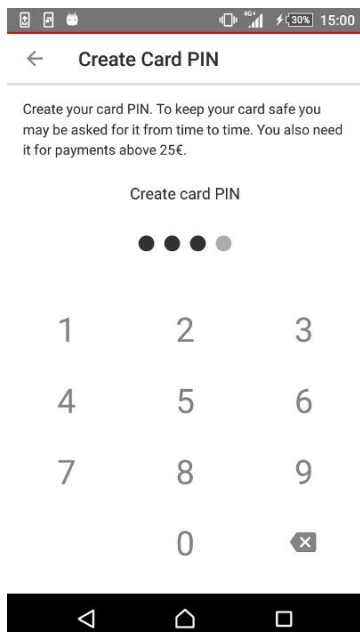 4G+ 30% 15:00
Create Card PIN
Create your card PIN. To keep your card safe you
may be asked for it from time to time. You also need
it for payments above 25€.
Create card PIN
1 2 3
4 5 6
7 8 9
0